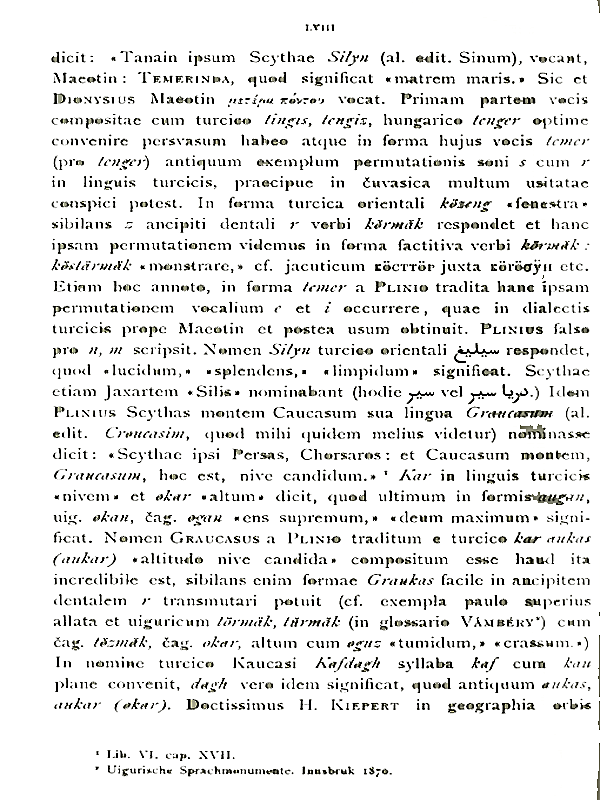 LVIII
dicit: «Tanain ipsum Scythae Silyn (al. edit. Sinum), vocant,
Maeotin: TEMERINDA, quod significat «matrem maris.» Sic et
DIONYSIUS Maeotin μητέρα πόντου vocat. Primam partem vocis
compositae cum turcico tingis, tengiz, hungarico tenger optime
convenire persvasum habeo atque in forma hujus vocis temer
(pro tenger) antiquum exemplum permutationis soni s cum r
in linguis turcicis, praecipue in čuvasica multum usitatae
conspici potest. In forma turcica orientali közeng «fenestra»
sibilans z ancipiti dentali r verbi körmäk respondet et hanc
ipsam permutationem videmus in forma factitiva verbi körmäk:
köstärmäk «monstrare,» cf. jacuticum көсттöр juxta көрöсӱн etc.
Etiam hoc annoto, in forma temer a PLINIO tradita hanc ipsam
permutationem vocalium e et i occurrere, quae in dialectis
turcicis prope Maeotin et postea usum obtinuit. PLINIUS falso
pro n, m scripsit. Nomen Silyn turcico orientali سيليغ respondet,
quod «lucidum,» «splendens,» «limpidum» significat. Scythae
etiam Jaxartem «Silis» nominabant (hodie سير vel سير دريا.) Idem
PLINIUS Scythas montem Caucasum sua lingua Graucasum (al.
edit. Croucasim, quod mihi quidem melius videtur) nominasse
dicit: «Scythae ipsi Persas, Chorsaros: et Caucasum montem,
Graucasum, hoc est, nive candidum.» ¹ Kar in linguis turcicis
«nivem» et okar «altum» dicit, quod ultimum in formis augan,
uig. okan, čag. ogan «ens supremum,» «deum maximum» signi-
ficat. Nomen GRAUCASUS a PLINIO traditum e turcico kar aukas
(aukar) «altitudo nive candida» compositum esse haud ita
incredibile est, sibilans enim formae Graukas facile in ancipitem
dentalem r transmutari potuit (cf. exempla paulo superius
allata et uiguricum törmäk, türmäk (in glossario VÁMBÉRY²) cum
čag. tözmäk, čag. okar, altum cum oguz «tumidum,» «crassum.»)
In nomine turcico Kaucasi Kafdagh syllaba kaf cum kau
plane convenit, dagh vero idem significat, quod antiquum aukas,
aukar (okar). Doctissimus H. KIEPERT in geographia orbis
¹ Lib. VI. cap. XVII.
² Uigurische Sprachmonumente. Innsbruk 1870.